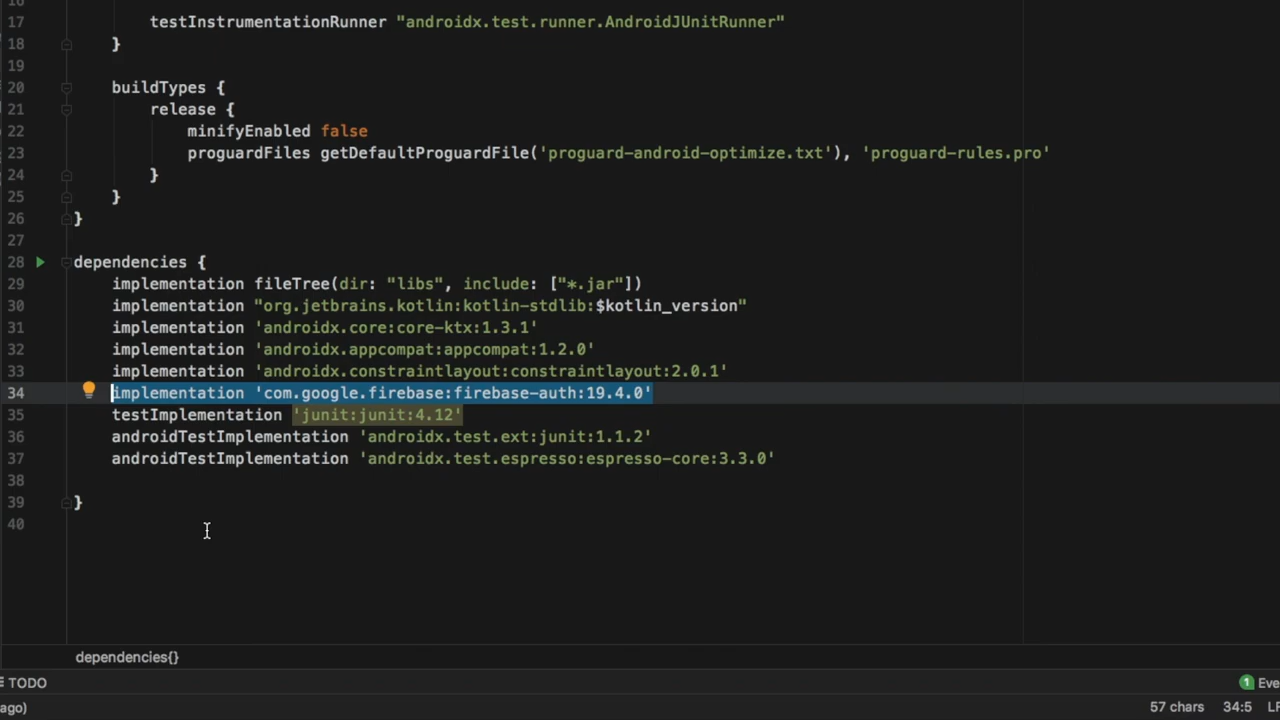 17 testInstrumentationRunner "androidx.test.runner.AndroidJUnitRunner"
18 }
19
20 buildTypes {
21 release {
22 minifyEnabled false
23 proguardFiles getDefaultProguardFile('proguard-android-optimize.txt'), 'proguard-rules.pro'
24 }
25 }
26 }
27
28 dependencies {
29 implementation fileTree(dir: "libs", include: ["*.jar"])
30 implementation "org.jetbrains.kotlin:kotlin-stdlib:$kotlin_version"
31 implementation 'androidx.core:core-ktx:1.3.1'
32 implementation 'androidx.appcompat:appcompat:1.2.0'
33 implementation 'androidx.constraintlayout:constraintlayout:2.0.1'
34 implementation 'com.google.firebase:firebase-auth:19.4.0'
35 testImplementation 'junit:junit:4.12'
36 androidTestImplementation 'androidx.test.ext:junit:1.1.2'
37 androidTestImplementation 'androidx.test.espresso:espresso-core:3.3.0'
38
39 }
40
dependencies{}
TODO 1 Eve
ago) 57 chars 34:5 LF